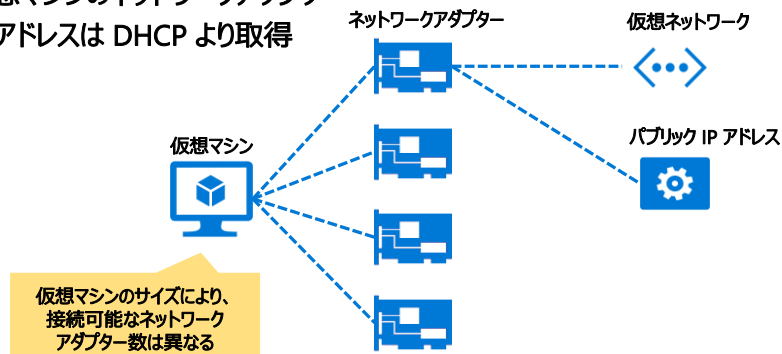 アドレスは DHCP より取得
ネットワークアダプター
仮想ネットワーク
仮想マシン
パブリック IP アドレス
仮想マシンのサイズにより、
接続可能なネットワーク
アダプター数は異なる